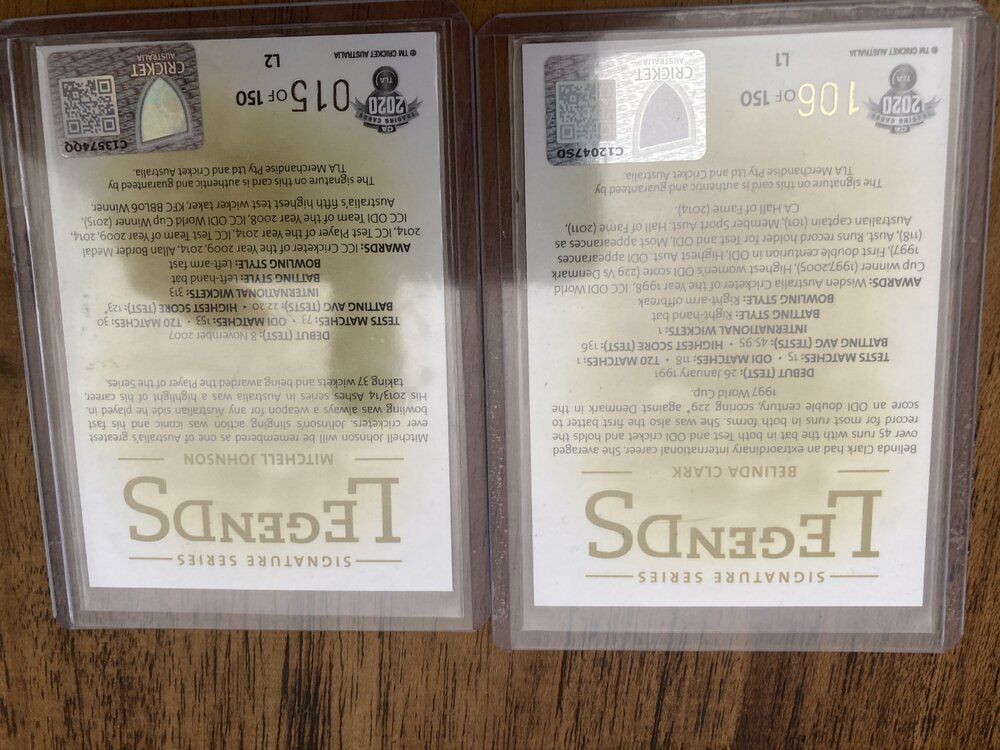 SIGNATURE SERIES
LEGENDS
BELINDA CLARK
Belinda Clark had an extraordinary international career. She averaged
over 45 runs with the bat in both Test and ODI cricket and holds the
record for most runs in both forms. She was also the first batter to
score an ODI double century, scoring 229* against Denmark in the
1997 World Cup
DEBUT (TEST): 26 January 1991
TESTS MATCHES: 15 • ODI MATCHES: 118 • T20 MATCHES: 1
BATTING AVG (TESTS): 45.95 • HIGHEST SCORE (TEST): 136
INTERNATIONAL WICKETS: 1
BATTING STYLE: Right-hand bat
BOWLING STYLE: Right-arm offbreak
AWARDS: Wisden Australia Cricketer of the Year 1998, ICC ODI World
Cup winner (1997/2005), Highest women's ODI score (229 Vs Denmark
1997), First double centurion in ODI, Highest Aust. ODI appearances
(118), Aust. Runs record holder for Test and ODI, Most appearances as
Australian captain (101), Member Sport Aust. Hall of Fame (2011),
CA Hall of Fame (2014).
The signature on this card is authentic and guaranteed by
TLA Merchandise Pty Ltd and Cricket Australia.
CA
2020
TRADING CARDS
TLA
106 OF 150
L1
C12047SD
CRICKET
AUSTRALIA
® TM CRICKET AUSTRALIA
SIGNATURE SERIES
LEGENDS
MITCHELL JOHNSON
Mitchell Johnson will be remembered as one of Australia's greatest
ever cricketers. Johnson's slinging action was iconic and his fast
bowling was always a weapon for any Australian side he played in.
His 2013/14 Ashes series in Australia was a highlight of his career,
taking 37 wickets and being awarded the Player of the Series.
DEBUT (TEST): 8 November 2007
TESTS MATCHES: 73 • ODI MATCHES: 153 • T20 MATCHES: 30
BATTING AVG (TESTS): 22.20 • HIGHEST SCORE (TEST): 123*
INTERNATIONAL WICKETS: 313
BATTING STYLE: Left-hand bat
BOWLING STYLE: Left-arm fast
AWARDS: ICC Cricketer of the Year 2009, 2014, Allan Border Medal
2014, ICC Test Player of the Year 2014, ICC Test Team of Year 2009, 2014,
ICC ODI Team of the Year 2008, ICC ODI World Cup Winner (2015),
Australia's fifth highest test wicket taker, KFC BBL06 Winner.
The signature on this card is authentic and guaranteed by
TLA Merchandise Pty Ltd and Cricket Australia.
CA
2020
TRADING CARDS
TLA
015 OF 150
L2
C13574QQ
CRICKET
AUSTRALIA
® TM CRICKET AUSTRALIA